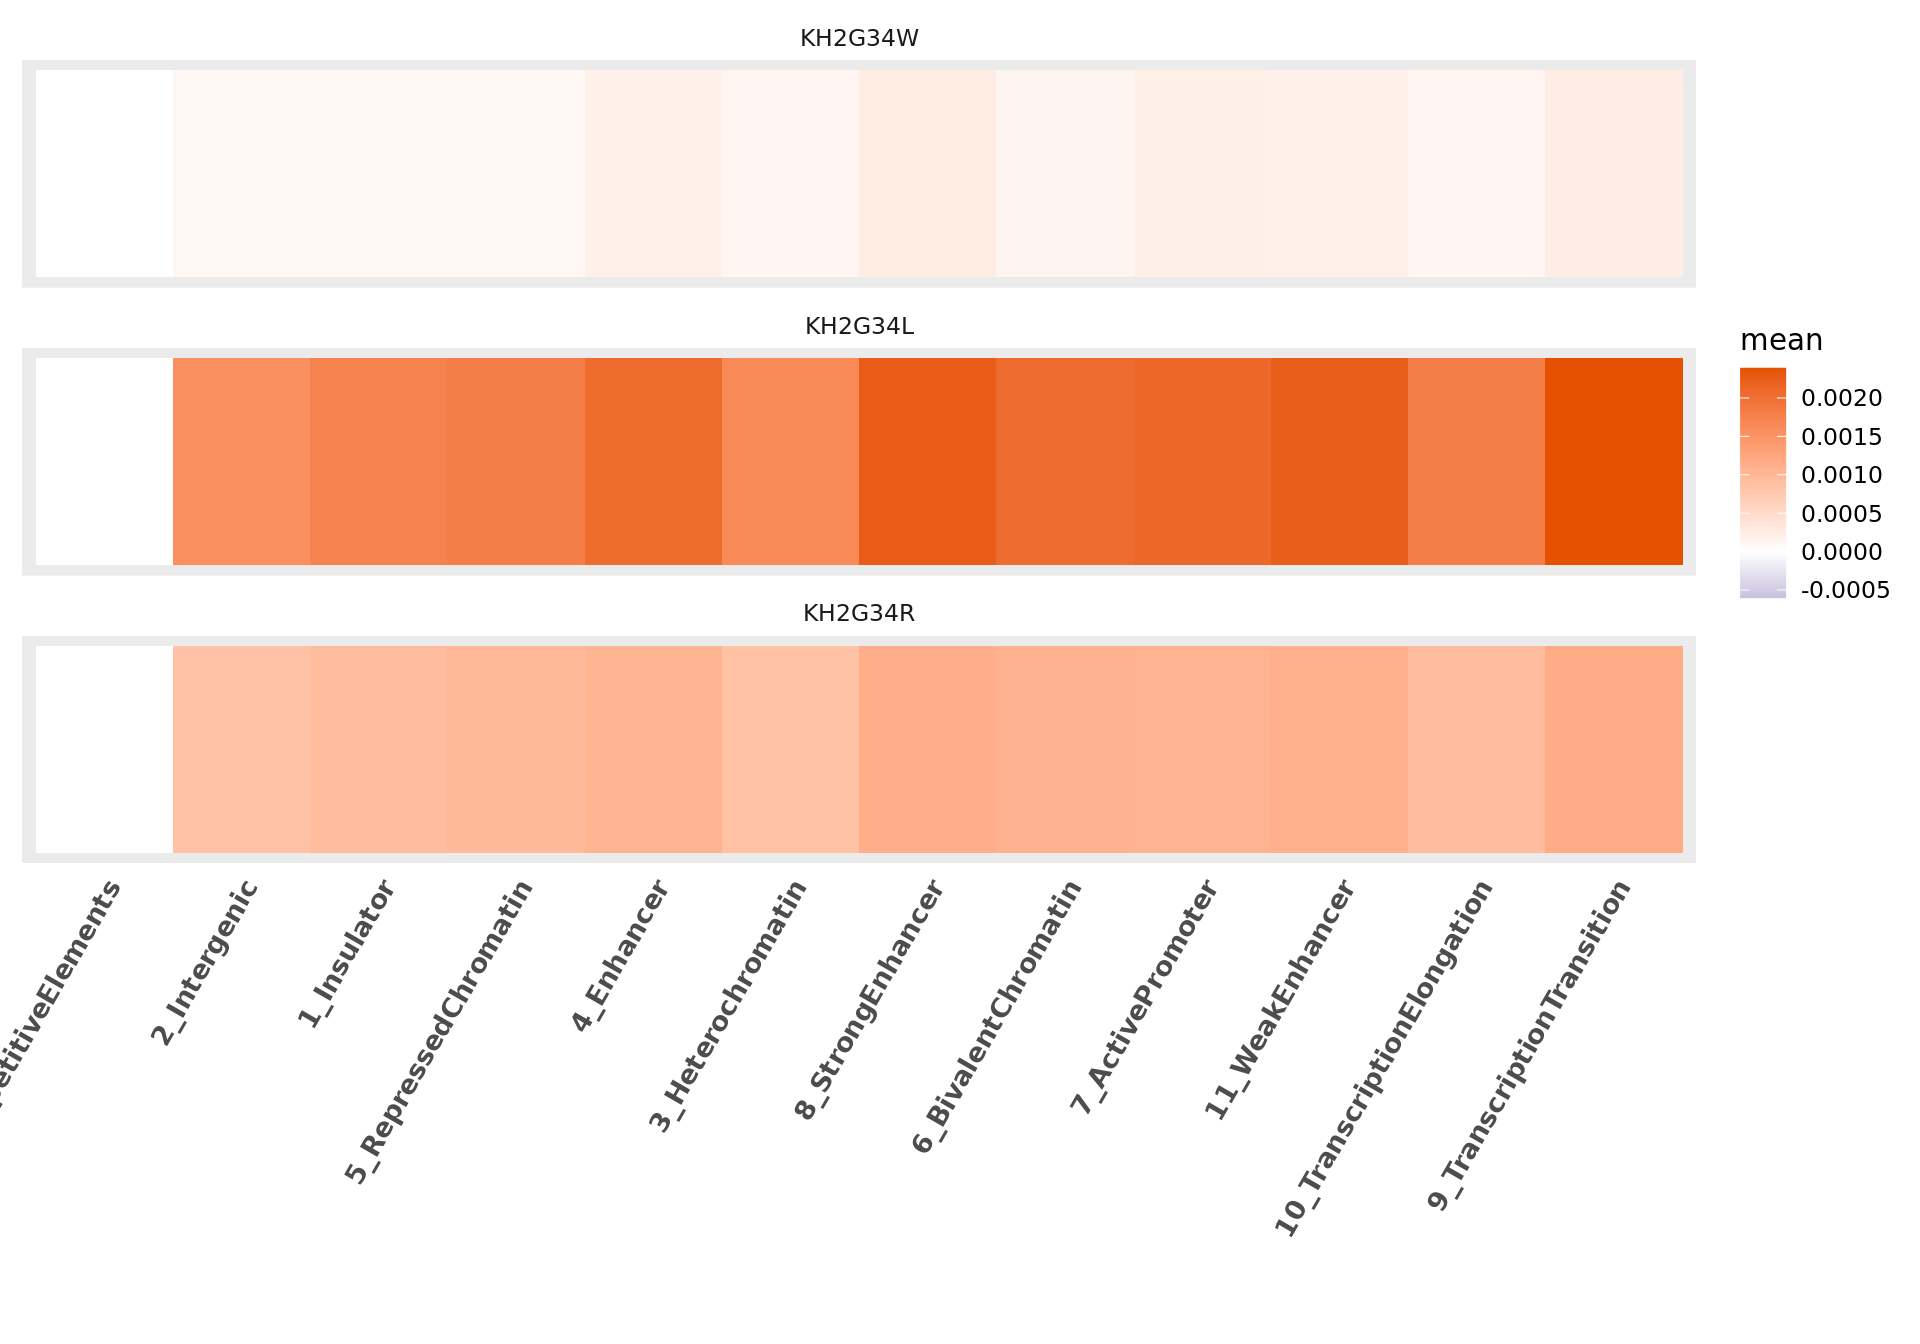 KH2G34W
KH2G34L
mean
0.0020
0.0015
0.0010
0.0005
0.0000
-0.0005
KH2G34R
etitiveElements
2_Intergenic
1_Insulator
5_RepressedChromatin
4_Enhancer
3_Heterochromatin
8_StrongEnhancer
6_BivalentChromatin
7_ActivePromoter
11_WeakEnhancer
10_TranscriptionElongation
9_TranscriptionTransition